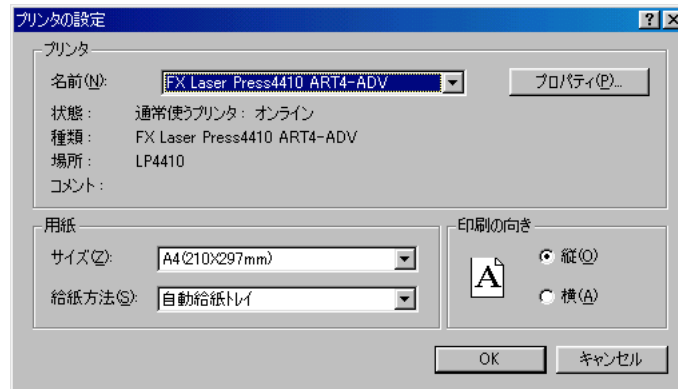 プリンタの設定
プリンタ
名前(N): FX Laser Press4410 ART4-ADV プロパティ(P)...
状態： 通常使うプリンタ： オンライン
種類： FX Laser Press4410 ART4-ADV
場所： LP4410
コメント：
用紙
サイズ(Z): A4(210X297mm)
給紙方法(S): 自動給紙トレイ
印刷の向き
A
縦(O)
横(A)
OK キャンセル